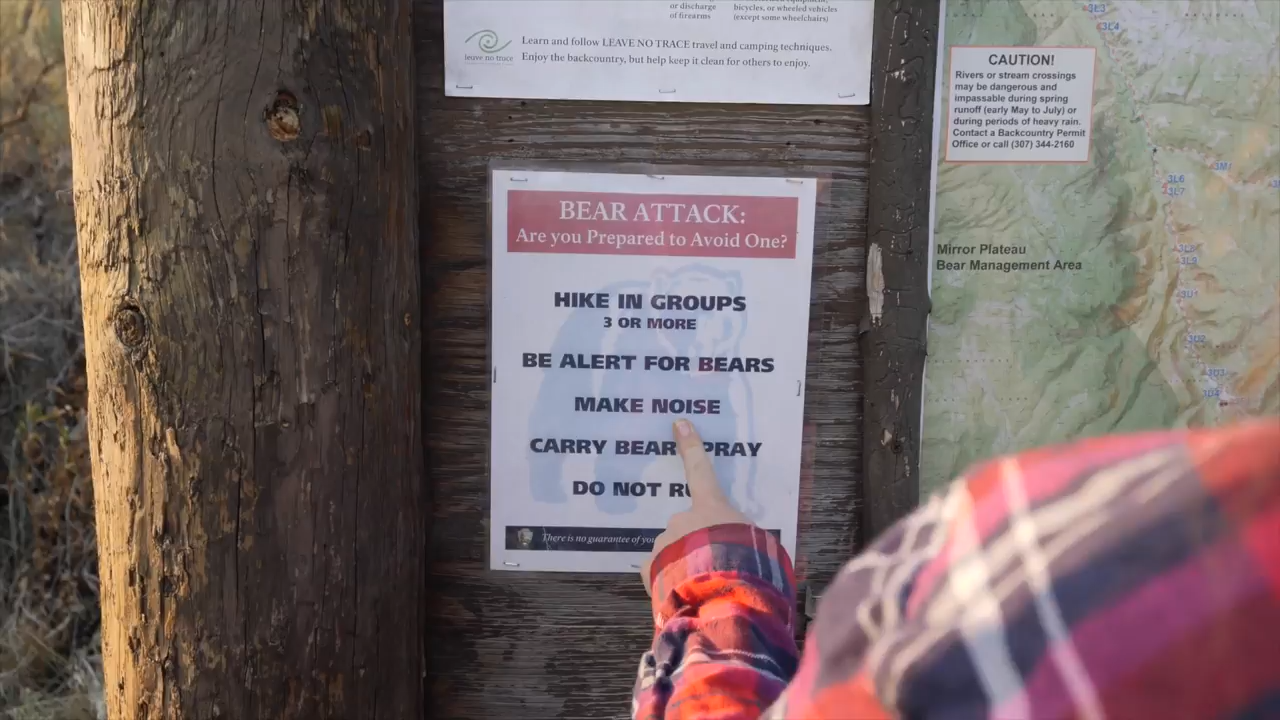 or discharge
of firearms
bicycles, or wheeled vehicles
(except some wheelchairs)
Learn and follow LEAVE NO TRACE travel and camping techniques.
Enjoy the backcountry, but help keep it clean for others to enjoy.
leave no trace
BEAR ATTACK:
Are you Prepared to Avoid One?
HIKE IN GROUPS
3 OR MORE
BE ALERT FOR BEARS
MAKE NOISE
CARRY BEAR PRAY
DO NOT RU
There is no guarantee of you
CAUTION!
Rivers or stream crossings
may be dangerous and
impassable during spring
runoff (early May to July) or
during periods of heavy rain.
Contact a Backcountry Permit
Office or call (307) 344-2160
3L3
3L4
3M
3L6
3L7
Mirror Plateau
Bear Management Area
3L9
3U1
3U2
3U3
3U4